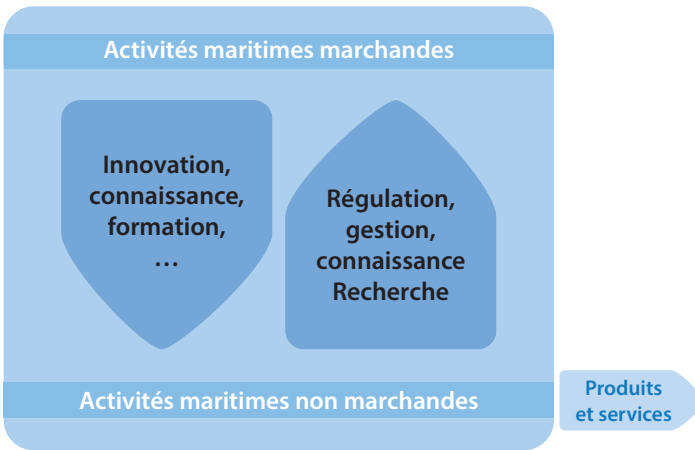 Activités maritimes marchandes
Innovation,
connaissance,
formation,
…
Régulation,
gestion,
connaissance
Recherche
Activités maritimes non marchandes
Produits
et services